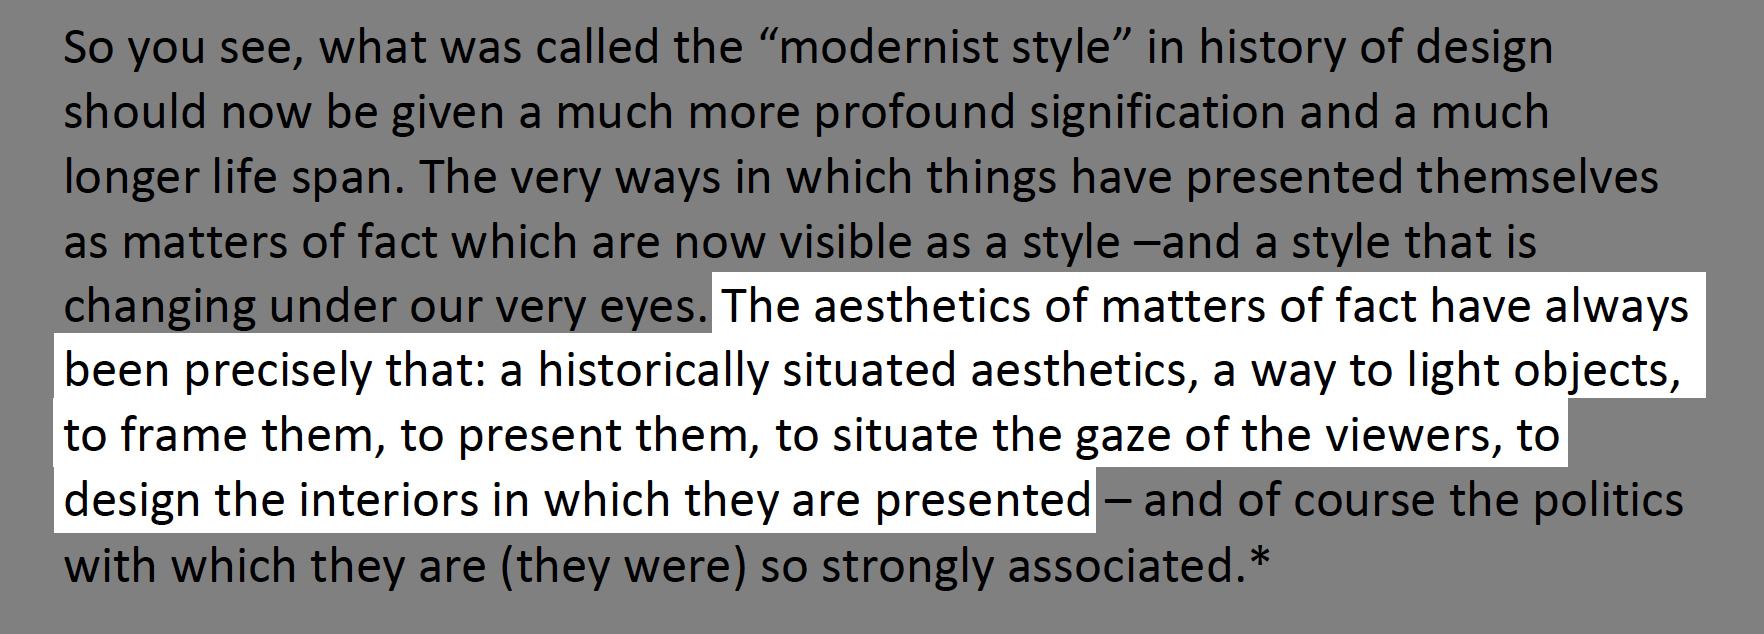 So you see, what was called the “modernist style” in history of design
should now be given a much more profound signification and a much
longer life span. The very ways in which things have presented themselves
as matters of fact which are now visible as a style –and a style that is
changing under our very eyes. The aesthetics of matters of fact have always
been precisely that: a historically situated aesthetics, a way to light objects,
to frame them, to present them, to situate the gaze of the viewers, to
design the interiors in which they are presented – and of course the politics
with which they are (they were) so strongly associated.*